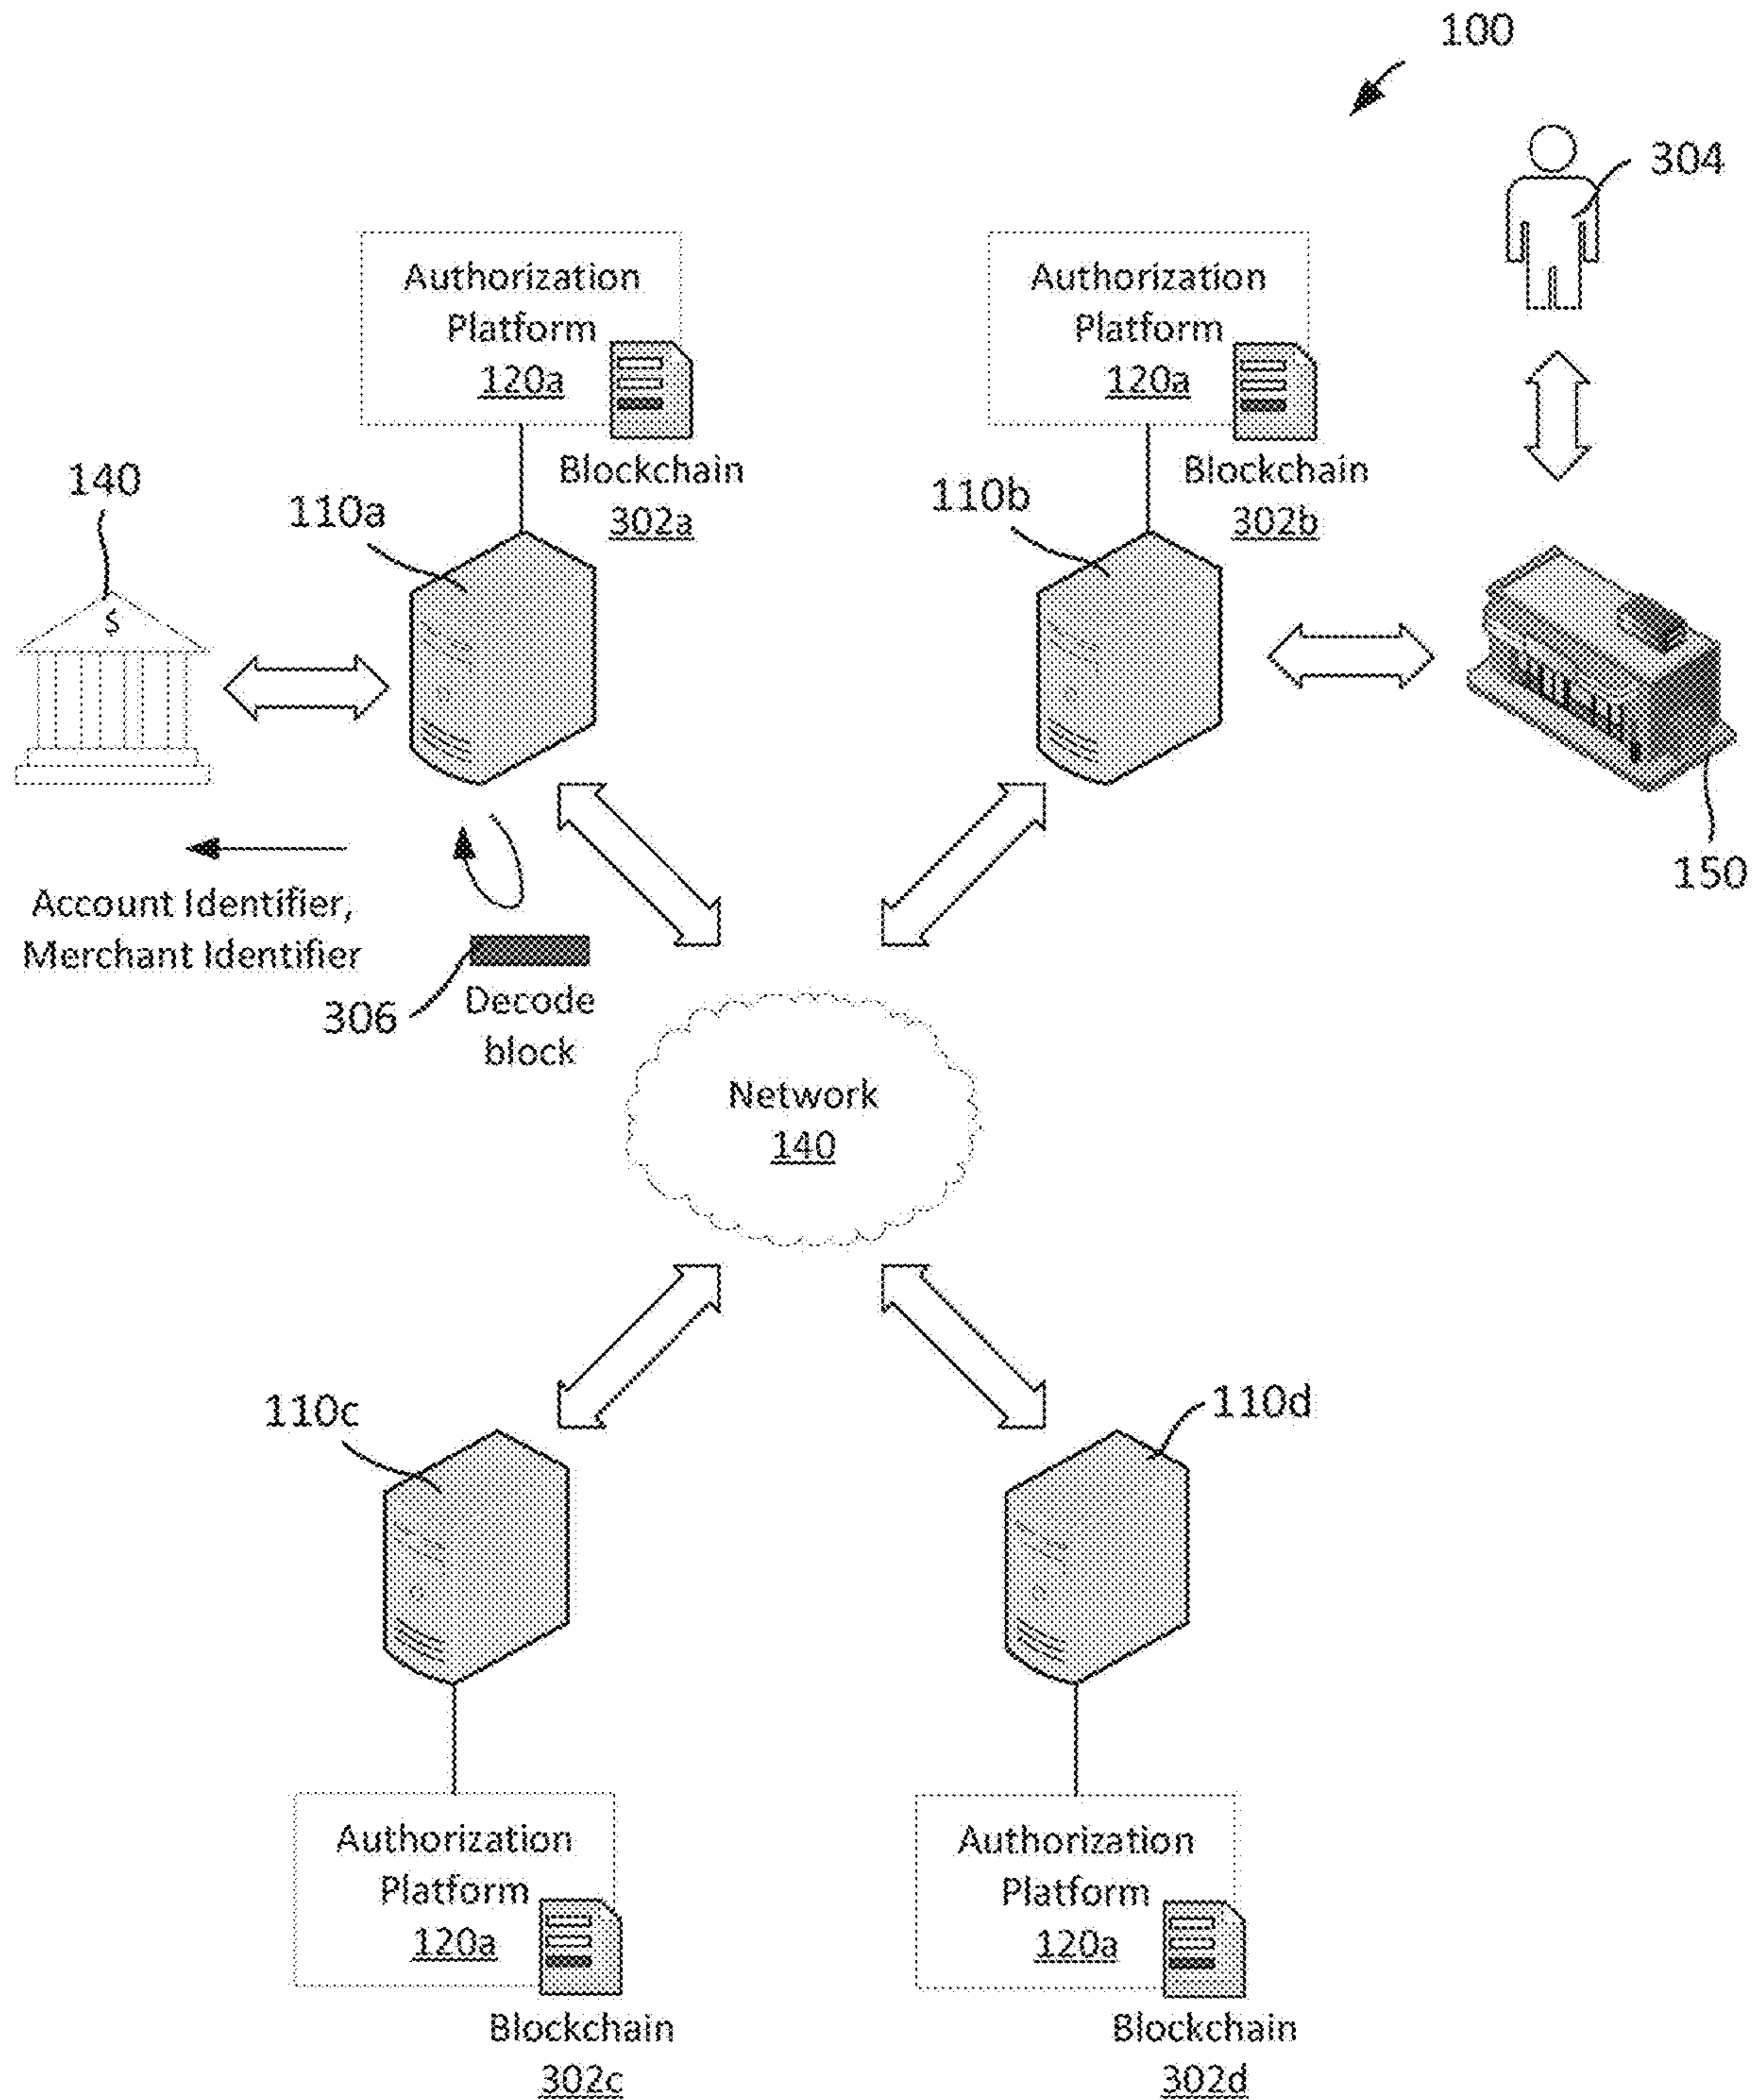 100
304
Authorization
Platform
120a
Blockchain
302a
Authorization
Platform
120a
Blockchain
302b
140
$
110a
110b
150
Account Identifier,
Merchant Identifier
306
Decode
block
Network
140
110c
110d
Authorization
Platform
120a
Blockchain
302c
Authorization
Platform
120a
Blockchain
302d